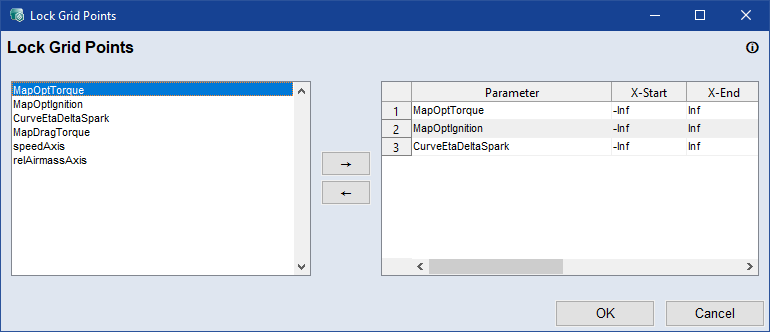 Lock Grid Points
Lock Grid Points
MapOptTorque
MapOptIgnition
CurveEtaDeltaSpark
MapDragTorque
speedAxis
relAirmassAxis
→
←
Parameter X-Start X-End
1 MapOptTorque -Inf Inf
2 MapOptIgnition -Inf Inf
3 CurveEtaDeltaSpark -Inf Inf
OK Cancel